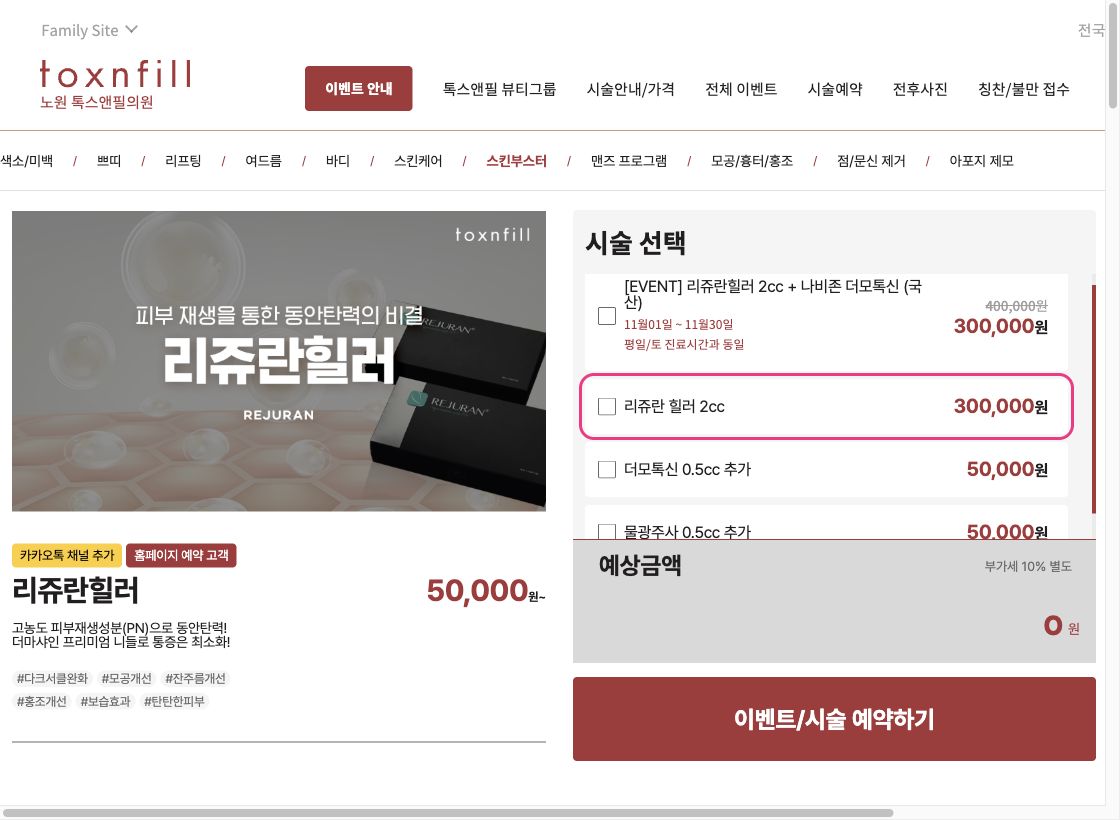 Family Site
전국
toxnfill
노원 톡스앤필의원
이벤트 안내 톡스앤필 뷰티그룹 시술안내/가격 전체 이벤트 시술예약 전후사진 칭찬/불만 접수
색소/미백 / 쁘띠 / 리프팅 / 여드름 / 바디 / 스킨케어 / 스킨부스터 / 맨즈 프로그램 / 모공/흉터/홍조 / 점/문신 제거 / 아포지 제모
toxnfill
피부 재생을 통한 동안탄력의 비결
리쥬란힐러
REJURAN
REJURAN
REJURAN
카카오톡 채널 추가 홈페이지 예약 고객
리쥬란힐러 50,000원~
고농도 피부재생성분(PN)으로 동안탄력!
더마샤인 프리미엄 니들로 통증은 최소화!
#다크서클완화 #모공개선 #잔주름개선
#홍조개선 #보습효과 #탄탄한피부
시술 선택
[EVENT] 리쥬란힐러 2cc + 나비존 더모톡신 (국
산)
11월01일 ~ 11월30일
평일/토 진료시간과 동일
400,000원
300,000원
리쥬란 힐러 2cc 300,000원
더모톡신 0.5cc 추가 50,000원
물광주사 0.5cc 추가 50,000원
예상금액 부가세 10% 별도
0 원
이벤트/시술 예약하기